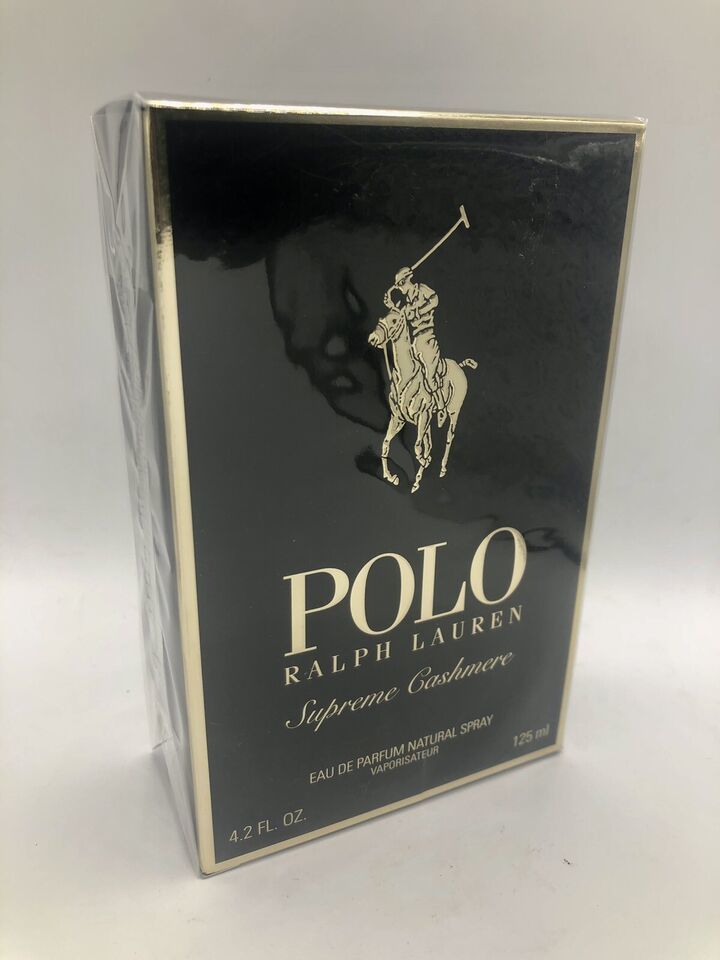 POLO
RALPH LAUREN
Supreme Cashmere
EAU DE PARFUM NATURAL SPRAY
VAPORISATEUR
125 ml
4.2 FL. OZ.